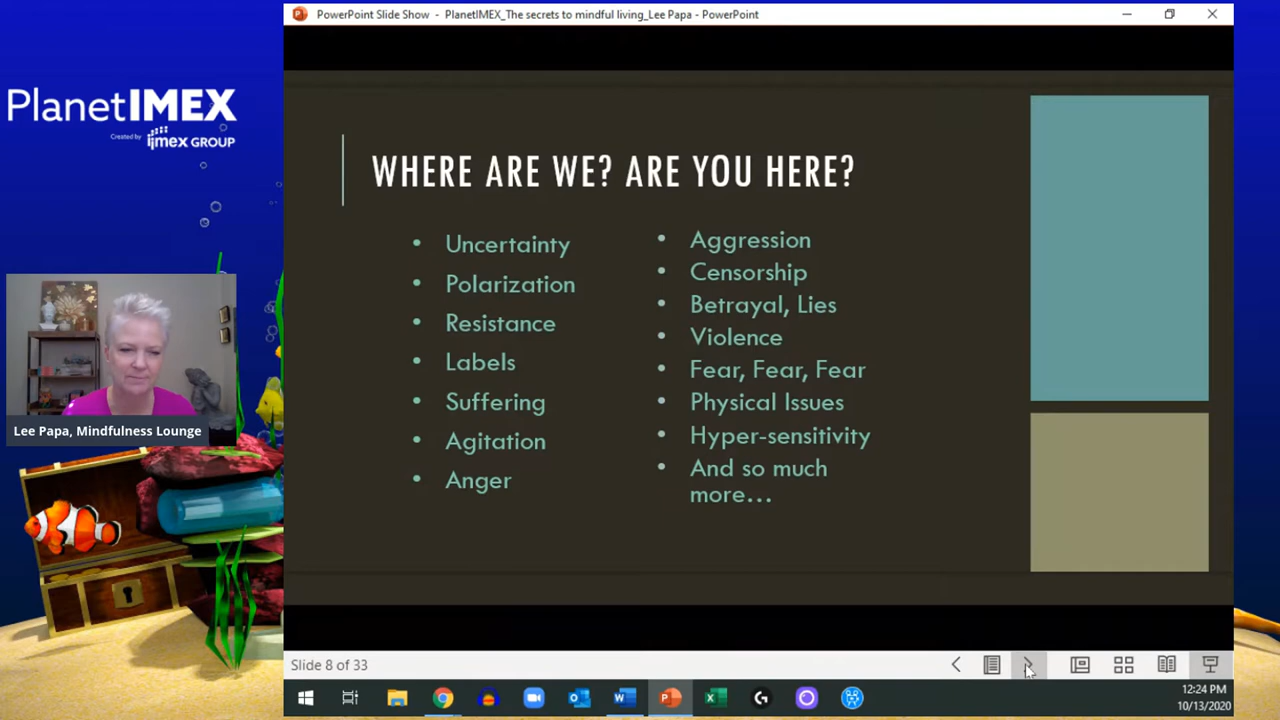 PowerPoint Slide Show - PlanetIMEX_The secrets to mindful living_Lee Papa - PowerPoint
PlanetIMEX
Created by imex GROUP
WHERE ARE WE? ARE YOU HERE?
• Uncertainty
• Polarization
• Resistance
• Labels
• Suffering
• Agitation
• Anger
• Aggression
• Censorship
• Betrayal, Lies
• Violence
• Fear, Fear, Fear
• Physical Issues
• Hyper-sensitivity
• And so much
more...
Lee Papa, Mindfulness Lounge
Slide 8 of 33
12:24 PM
10/13/2020